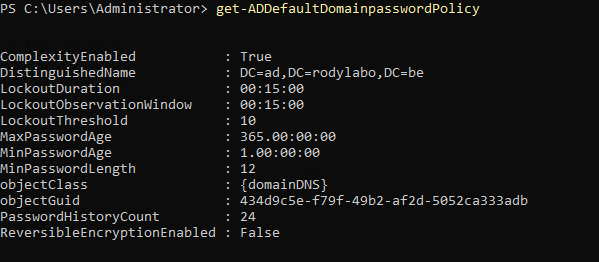 PS C:\Users\Administrator> get-ADDefaultDomainpasswordPolicy
ComplexityEnabled : True
DistinguishedName : DC=ad,DC=rodylabo,DC=be
LockoutDuration : 00:15:00
LockoutObservationWindow : 00:15:00
LockoutThreshold : 10
MaxPasswordAge : 365.00:00:00
MinPasswordAge : 1.00:00:00
MinPasswordLength : 12
objectClass : {domainDNS}
objectGuid : 434d9c5e-f79f-49b2-af2d-5052ca333adb
PasswordHistoryCount : 24
ReversibleEncryptionEnabled : False